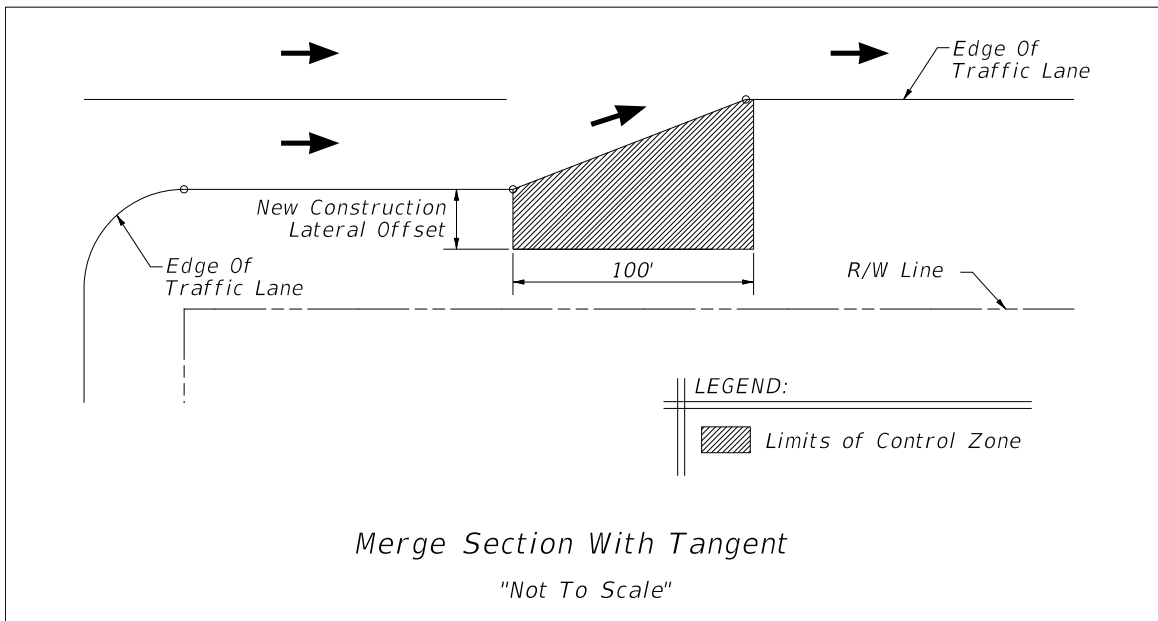 Edge Of
Traffic Lane
New Construction
Lateral Offset
Edge Of
Traffic Lane
100'
R/W Line
LEGEND:
Limits of Control Zone
Merge Section With Tangent
"Not To Scale"